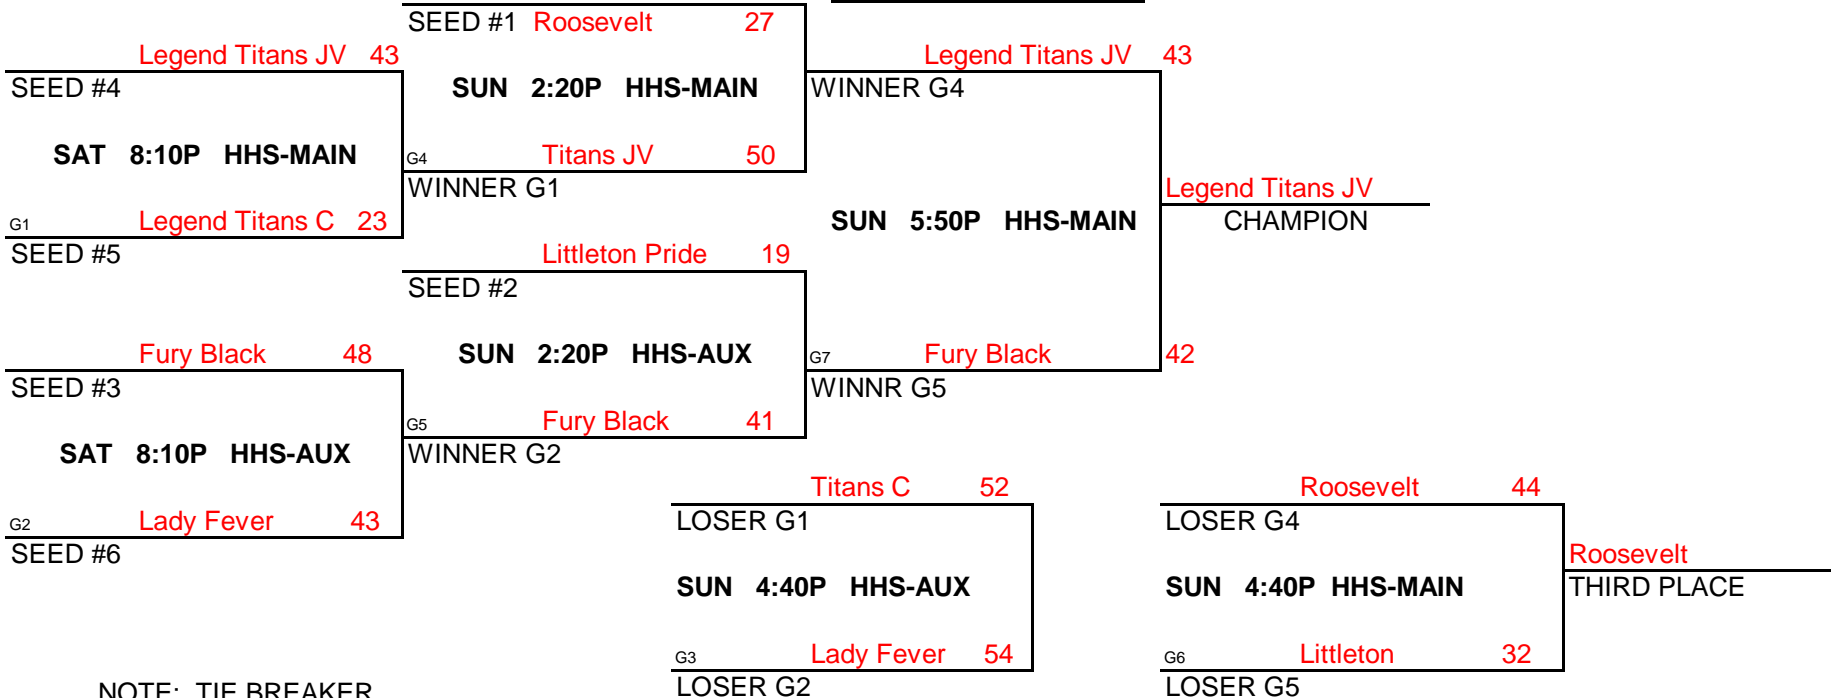 SEED #1 Roosevelt 27
Legend Titans JV 43
Legend Titans JV 43
SEED #4
SUN 2:20P HHS-MAIN
WINNER G4
SAT 8:10P HHS-MAIN
G4 Titans JV 50
WINNER G1
Legend Titans JV
G1 Legend Titans C 23
SUN 5:50P HHS-MAIN
CHAMPION
SEED #5
Littleton Pride 19
SEED #2
Fury Black 48
SUN 2:20P HHS-AUX
G7 Fury Black 42
SEED #3
WINNR G5
G5 Fury Black 41
SAT 8:10P HHS-AUX
WINNER G2
Titans C 52
Roosevelt 44
G2 Lady Fever 43
LOSER G1
LOSER G4
SEED #6
Roosevelt
SUN 4:40P HHS-AUX
SUN 4:40P HHS-MAIN
THIRD PLACE
G3 Lady Fever 54
G6 Littleton 32
NOTE: TIE BREAKER
LOSER G2
LOSER G5